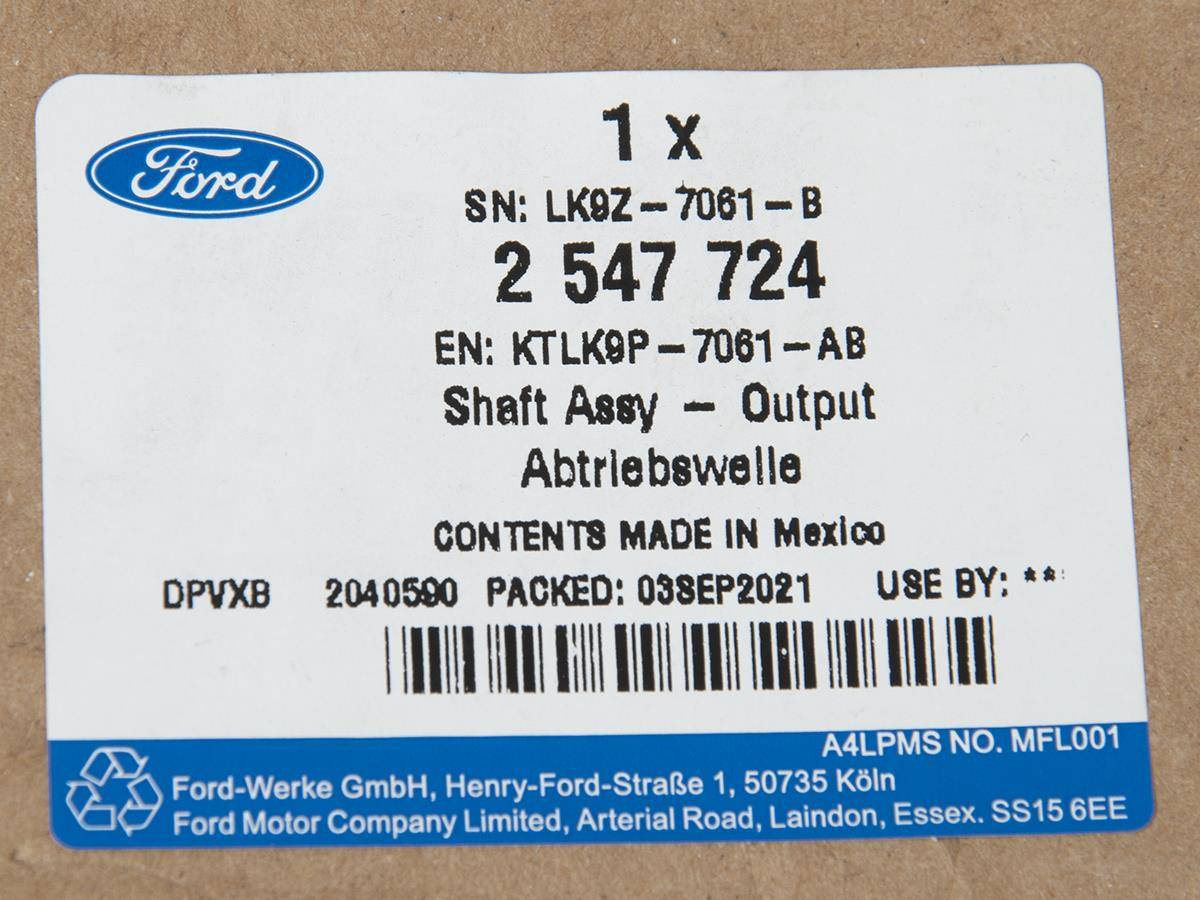 Ford
1 x
SN: LK9Z-7061-B
2 547 724
EN: KTLK9P-7061-AB
Shaft Assy - Output
Abtriebswelle
CONTENTS MADE IN Mexico
DPVXB 2040590 PACKED: 03SEP2021 USE BY: **
A4LPMS NO. MFL001
Ford-Werke GmbH, Henry-Ford-Straße 1, 50735 Köln
Ford Motor Company Limited, Arterial Road, Laindon, Essex. SS15 6EE